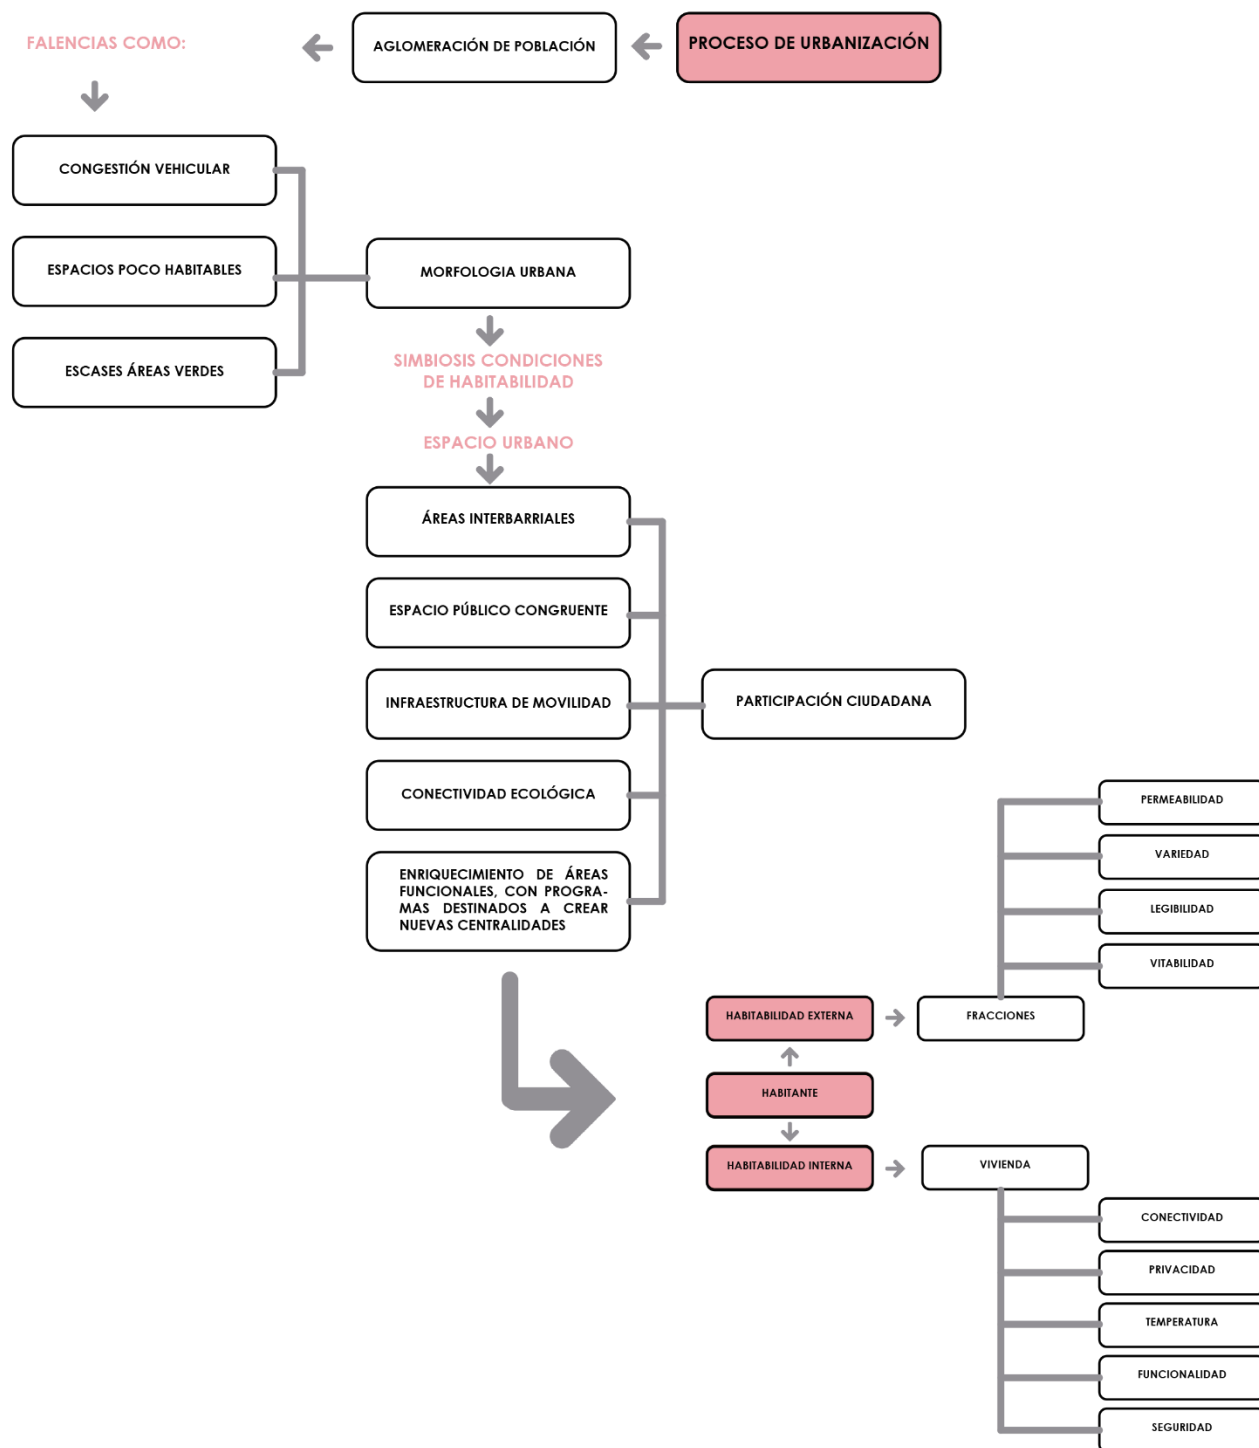 FALENCIAS COMO:
AGLOMERACIÓN DE POBLACIÓN
PROCESO DE URBANIZACIÓN
CONGESTIÓN VEHICULAR
ESPACIOS POCO HABITABLES
MORFOLOGIA URBANA
ESCASES ÁREAS VERDES
SIMBIOSIS CONDICIONES
DE HABITABILIDAD
ESPACIO URBANO
ÁREAS INTERBARRIALES
ESPACIO PÚBLICO CONGRUENTE
INFRAESTRUCTURA DE MOVILIDAD
PARTICIPACIÓN CIUDADANA
CONECTIVIDAD ECOLÓGICA
ENRIQUECIMIENTO DE ÁREAS
FUNCIONALES, CON PROGRA-
MAS DESTINADOS A CREAR
NUEVAS CENTRALIDADES
PERMEABILIDAD
VARIEDAD
LEGIBILIDAD
VITABILIDAD
HABITABILIDAD EXTERNA
FRACCIONES
HABITANTE
HABITABILIDAD INTERNA
VIVIENDA
CONECTIVIDAD
PRIVACIDAD
TEMPERATURA
FUNCIONALIDAD
SEGURIDAD